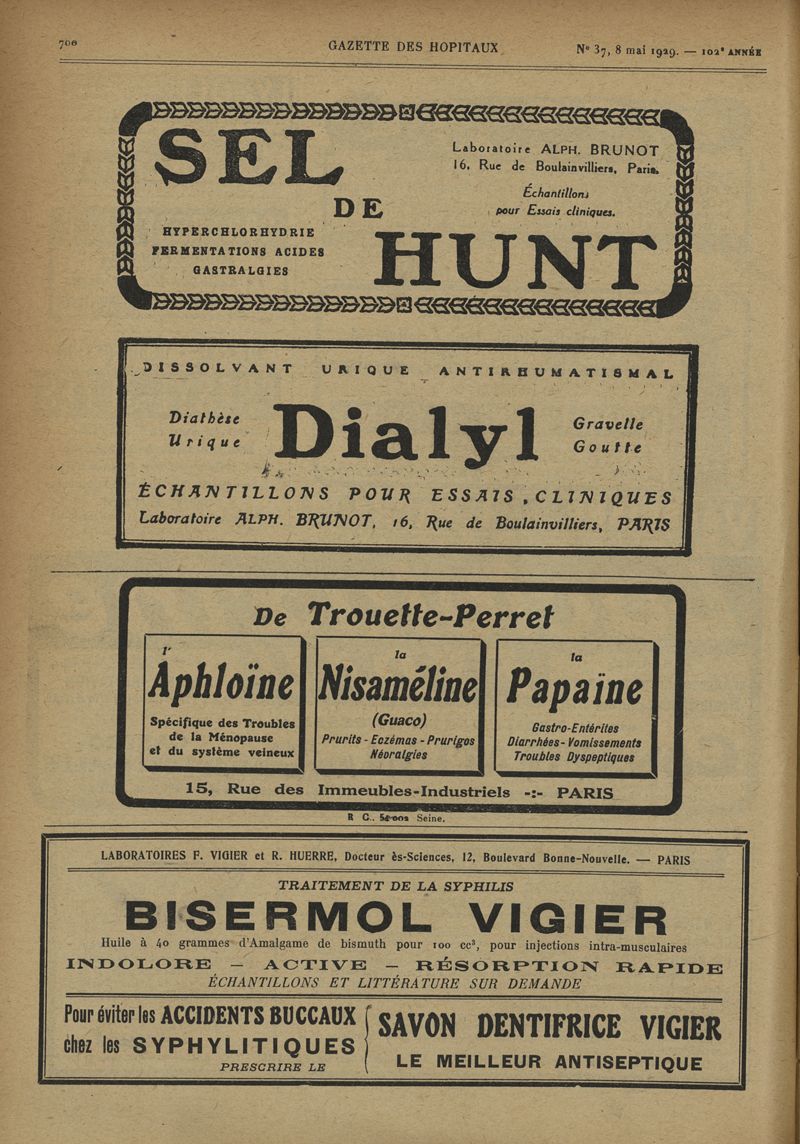 700
GAZETTE DES HOPITAUX
N° 37, 8 mai 1929. — 102e ANNÉE
SEL
DE
HUNT
Laboratoire ALPH. BRUNOT
16, Rue de Boulainvilliers, Paris.
Échantillons
pour Essais cliniques.
HYPERCHLORHYDRIE
FERMENTATIONS ACIDES
GASTRALGIES
DISSOLVANT URIQUE ANTIRHUMATISMAL
Diathèse
Urique
Dialyl
Gravelle
Goutte
ÉCHANTILLONS POUR ESSAIS CLINIQUES
Laboratoire ALPH. BRUNOT, 16, Rue de Boulainvilliers, PARIS
De Trouette-Perret
l'
Aphloïne
Spécifique des Troubles
de la Ménopause
et du système veineux
la
Nisaméline
(Guaco)
Prurits - Eczémas - Prurigos
Néoralgies
la
Papaïne
Gastro-Entérites
Diarrhées - Vomissements
Troubles Dyspeptiques
15, Rue des Immeubles-Industriels -:- PARIS
R C.. Seine.
LABORATOIRES F. VIGIER et R. HUERRE, Docteur ès-Sciences, 12, Boulevard Bonne-Nouvelle. — PARIS
TRAITEMENT DE LA SYPHILIS
BISERMOL VIGIER
Huile à 40 grammes d'Amalgame de bismuth pour 100 cc³, pour injections intra-musculaires
INDOLORE — ACTIVE — RÉSORPTION RAPIDE
ÉCHANTILLONS ET LITTÉRATURE SUR DEMANDE
Pour éviter les ACCIDENTS BUCCAUX
chez les SYPHYLITIQUES
PRESCRIRE LE
SAVON DENTIFRICE VIGIER
LE MEILLEUR ANTISEPTIQUE